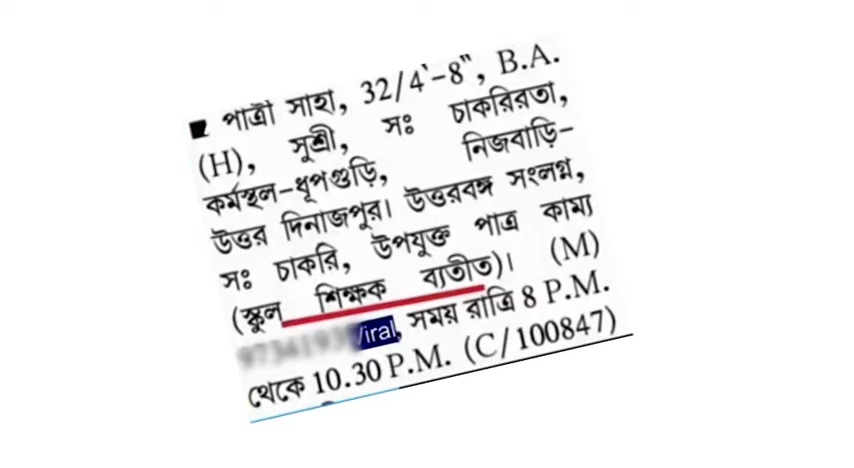 ■ পাত্রী সাহা, 32/4'-8", B.A.
(H), সুশ্রী, সঃ চাকরিরতা,
কর্মস্থল-ধূপগুড়ি, নিজবাড়ি-
উত্তর দিনাজপুর। উত্তরবঙ্গ সংলগ্ন,
সঃ চাকরি, উপযুক্ত পাত্র কাম্য
(স্কুল শিক্ষক ব্যতীত)। (M)
Viral, সময় রাত্রি 8 P.M.
থেকে 10.30 P.M. (C/100847)